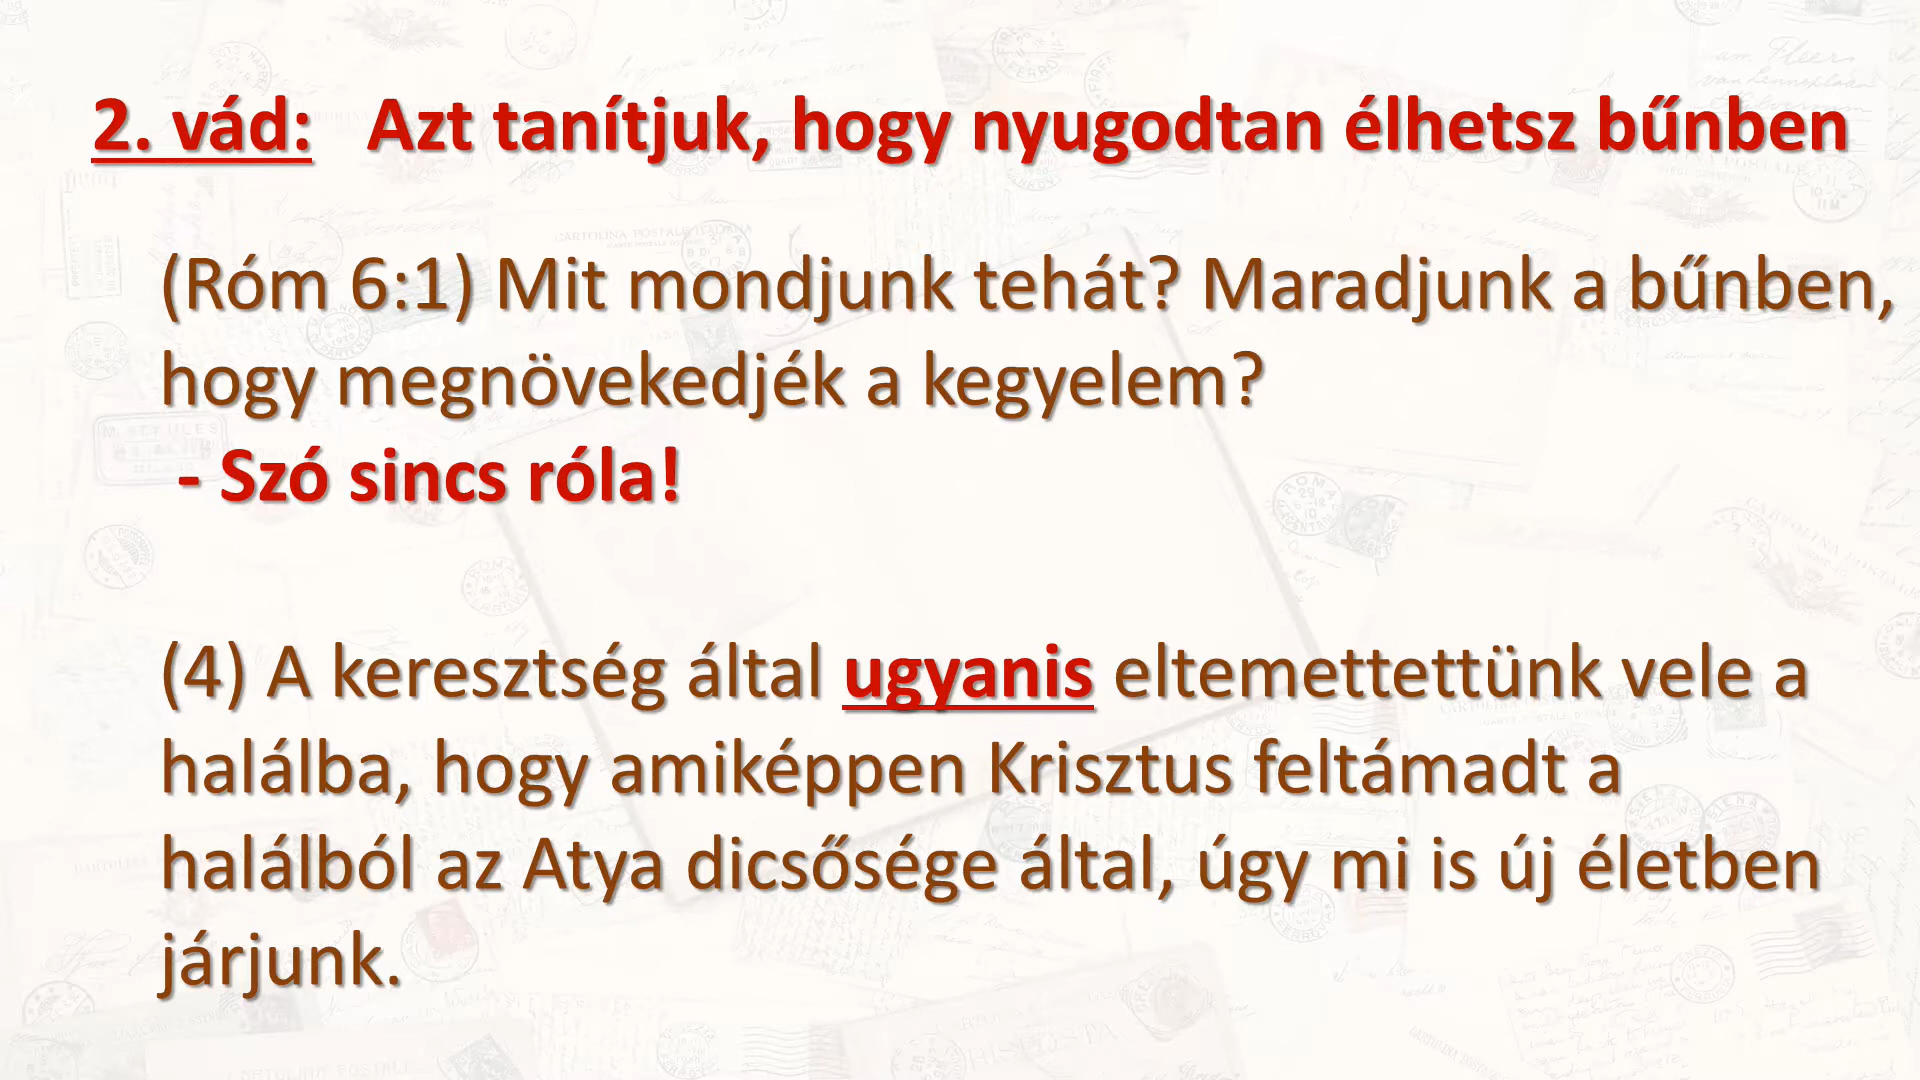 2. vád: Azt tanítjuk, hogy nyugodtan élhetsz bűnben
(Róm 6:1) Mit mondjunk tehát? Maradjunk a bűnben,
hogy megnövekedjék a kegyelem?
- Szó sincs róla!
(4) A keresztség által ugyanis eltemettettünk vele a
halálba, hogy amiképpen Krisztus feltámadt a
halálból az Atya dicsősége által, úgy mi is új életben
járjunk.